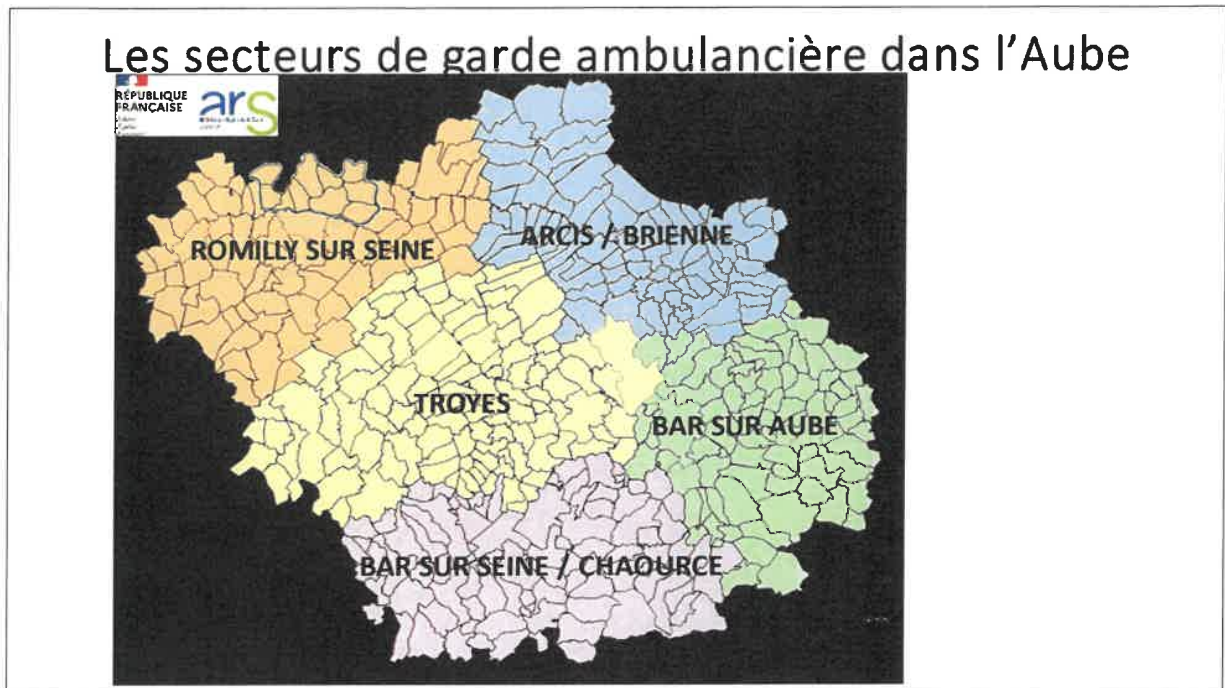 Les secteurs de garde ambulancière dans l'Aube
RÉPUBLIQUE
FRANÇAISE
ars
ROMILLY SUR SEINE
ARCIS / BRIENNE
TROYES
BAR SUR AUBE
BAR SUR SEINE / CHAOURCE